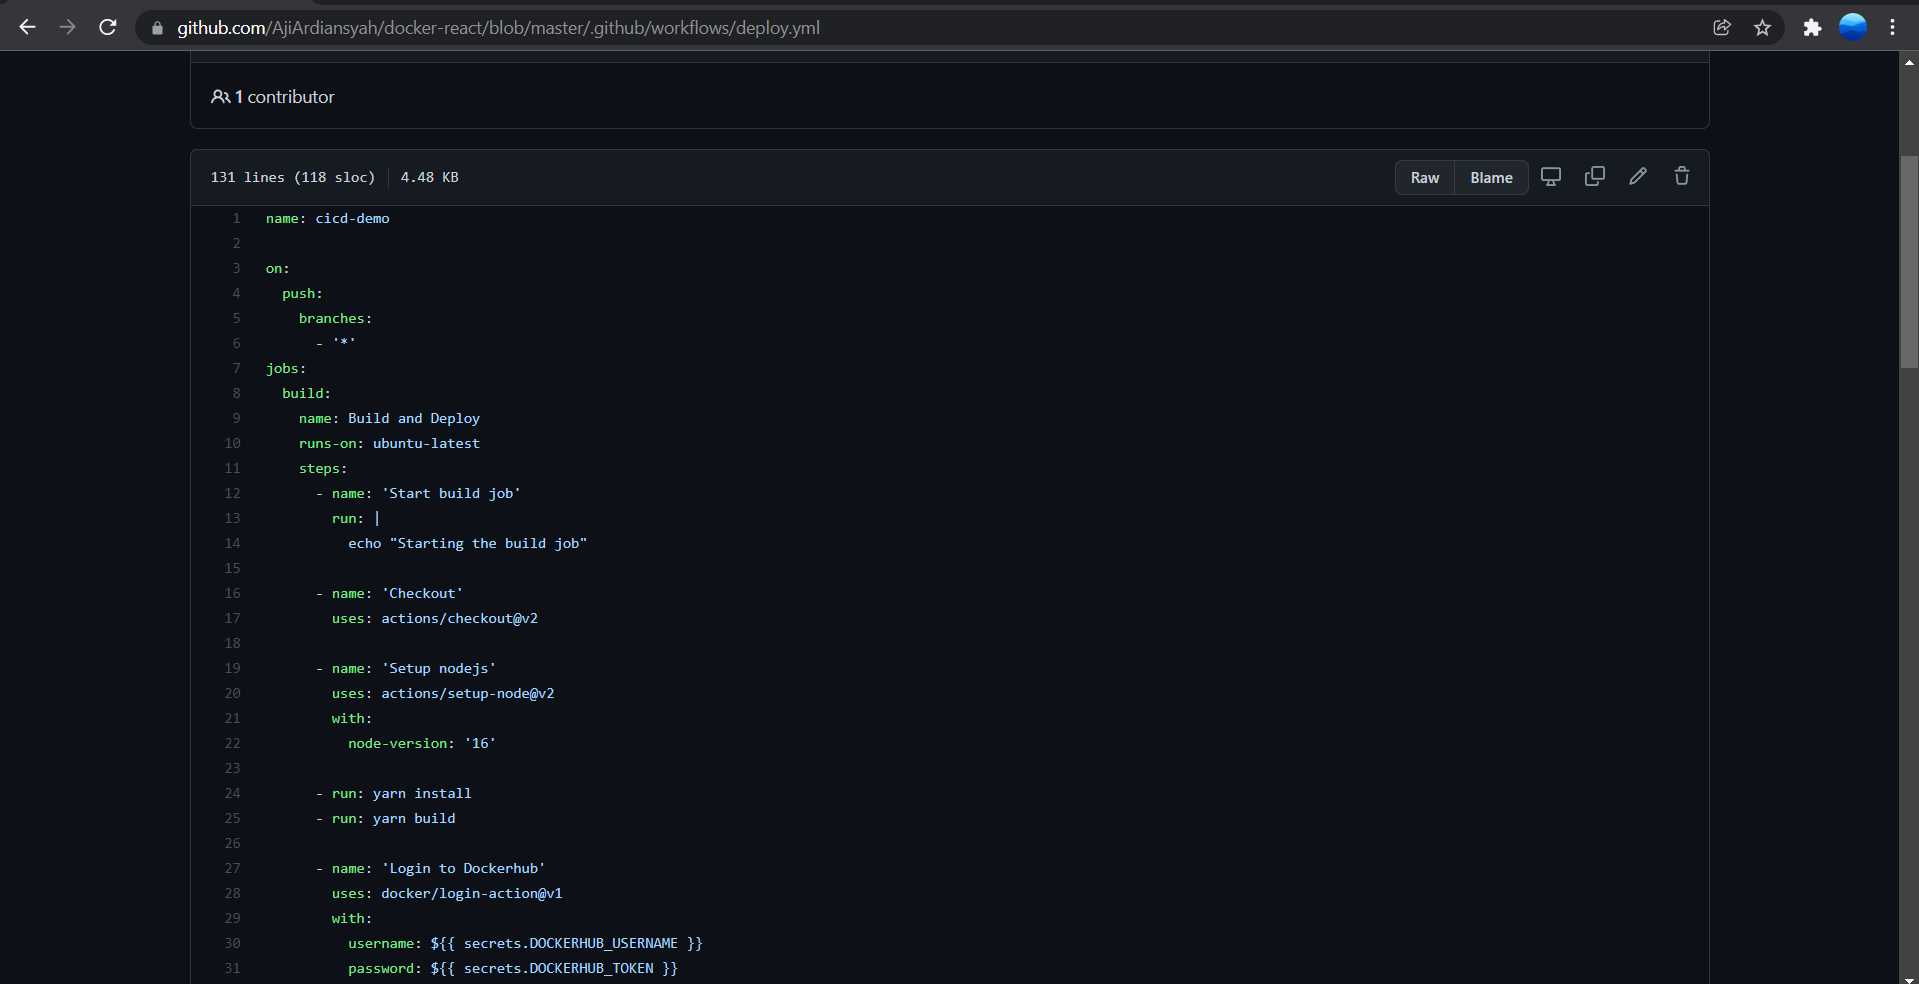 github.com/AjiArdiansyah/docker-react/blob/master/.github/workflows/deploy.yml
1 contributor
131 lines (118 sloc) 4.48 KB Raw Blame
1 name: cicd-demo
2
3 on:
4   push:
5     branches:
6       - '*'
7 jobs:
8   build:
9     name: Build and Deploy
10     runs-on: ubuntu-latest
11     steps:
12       - name: 'Start build job'
13         run: |
14           echo "Starting the build job"
15
16       - name: 'Checkout'
17         uses: actions/checkout@v2
18
19       - name: 'Setup nodejs'
20         uses: actions/setup-node@v2
21         with:
22           node-version: '16'
23
24       - run: yarn install
25       - run: yarn build
26
27       - name: 'Login to Dockerhub'
28         uses: docker/login-action@v1
29         with:
30           username: ${{ secrets.DOCKERHUB_USERNAME }}
31           password: ${{ secrets.DOCKERHUB_TOKEN }}